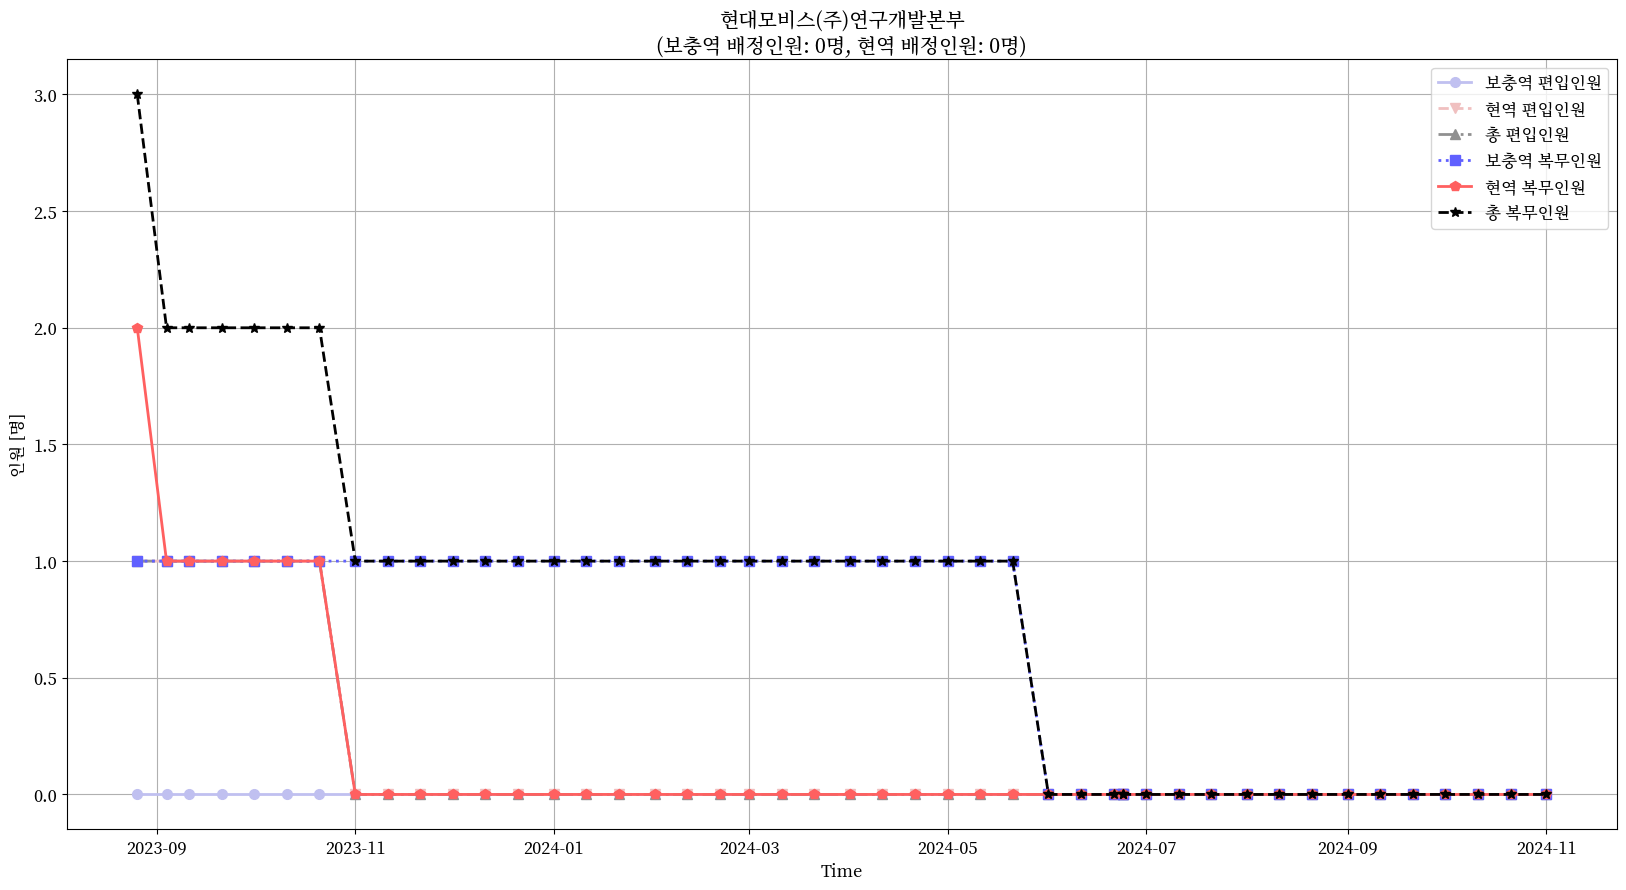 현대모비스(주)연구개발본부
(보충역 배정인원: 0명, 현역 배정인원: 0명)
보충역 편입인원
현역 편입인원
총 편입인원
보충역 복무인원
현역 복무인원
총 복무인원
3.0
2.5
2.0
1.5
1.0
0.5
0.0
인원 [명]
2023-09
2023-11
2024-01
2024-03
2024-05
2024-07
2024-09
2024-11
Time